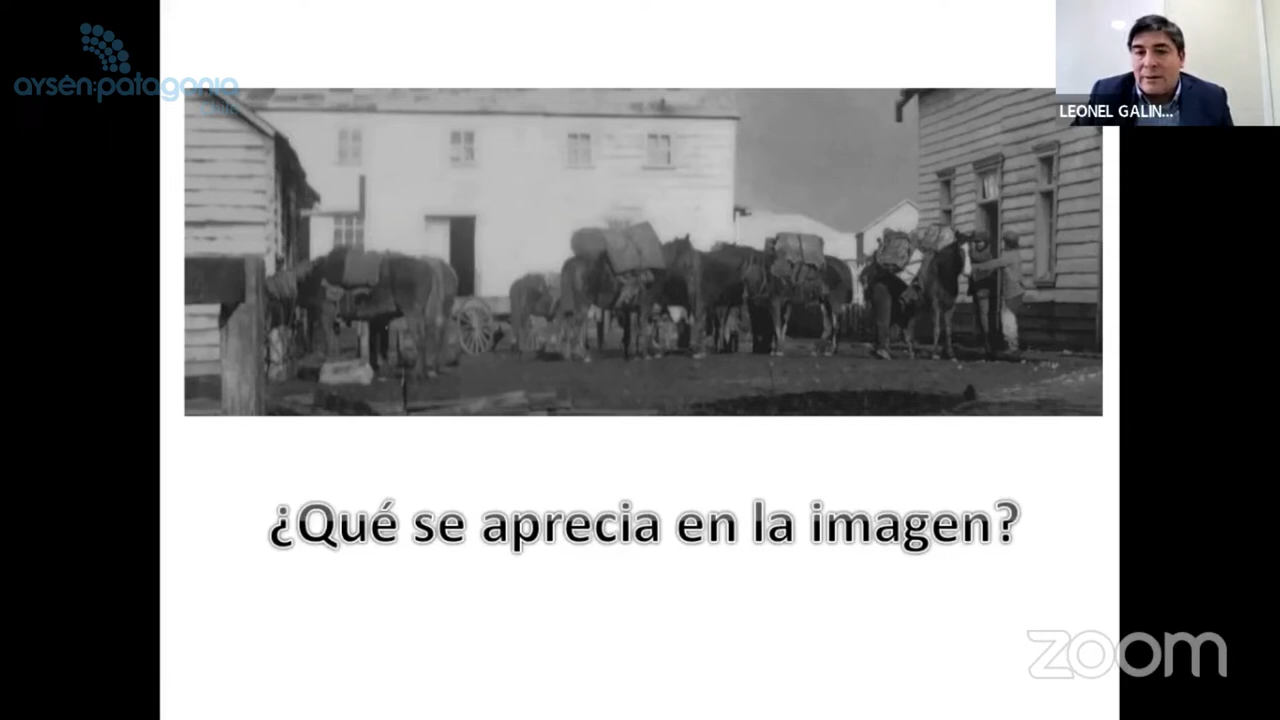 aysén:patagonia
LEONEL GALIN...
¿Qué se aprecia en la imagen?
zoom